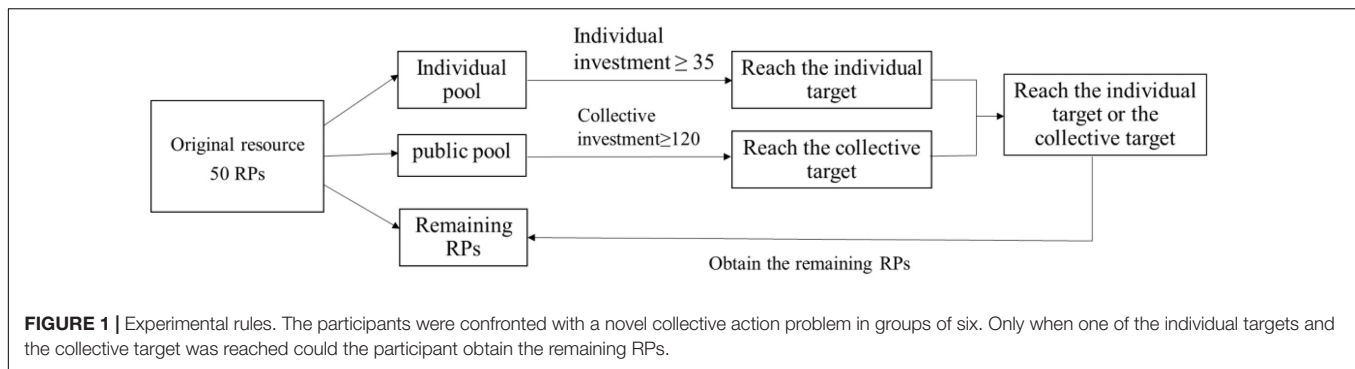 Individual
investment ≥ 35
Individual
pool
Reach the individual
target
Original resource
50 RPs
Collective
investment≥120
public pool
Reach the collective
target
Reach the individual
target or the
collective target
Remaining
RPs
Obtain the remaining RPs
FIGURE 1 | Experimental rules. The participants were confronted with a novel collective action problem in groups of six. Only when one of the individual targets and
the collective target was reached could the participant obtain the remaining RPs.